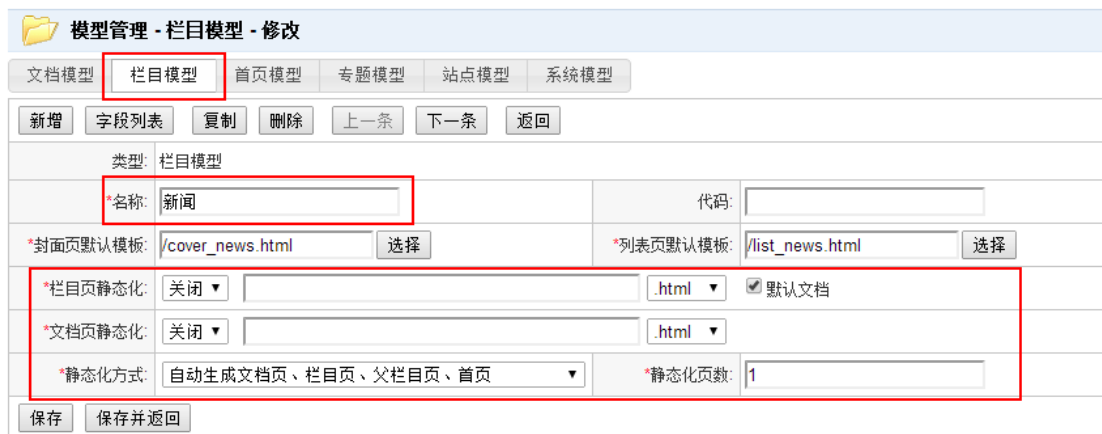 模型管理 - 栏目模型 - 修改
文档模型 栏目模型 首页模型 专题模型 站点模型 系统模型
新增 字段列表 复制 删除 上一条 下一条 返回
类型: 栏目模型
*名称: 新闻 代码:
*封面页默认模板: /cover_news.html 选择 *列表页默认模板: /list_news.html 选择
*栏目页静态化: 关闭 .html 默认文档
*文档页静态化: 关闭 .html
*静态化方式: 自动生成文档页、栏目页、父栏目页、首页 *静态化页数: 1
保存 保存并返回